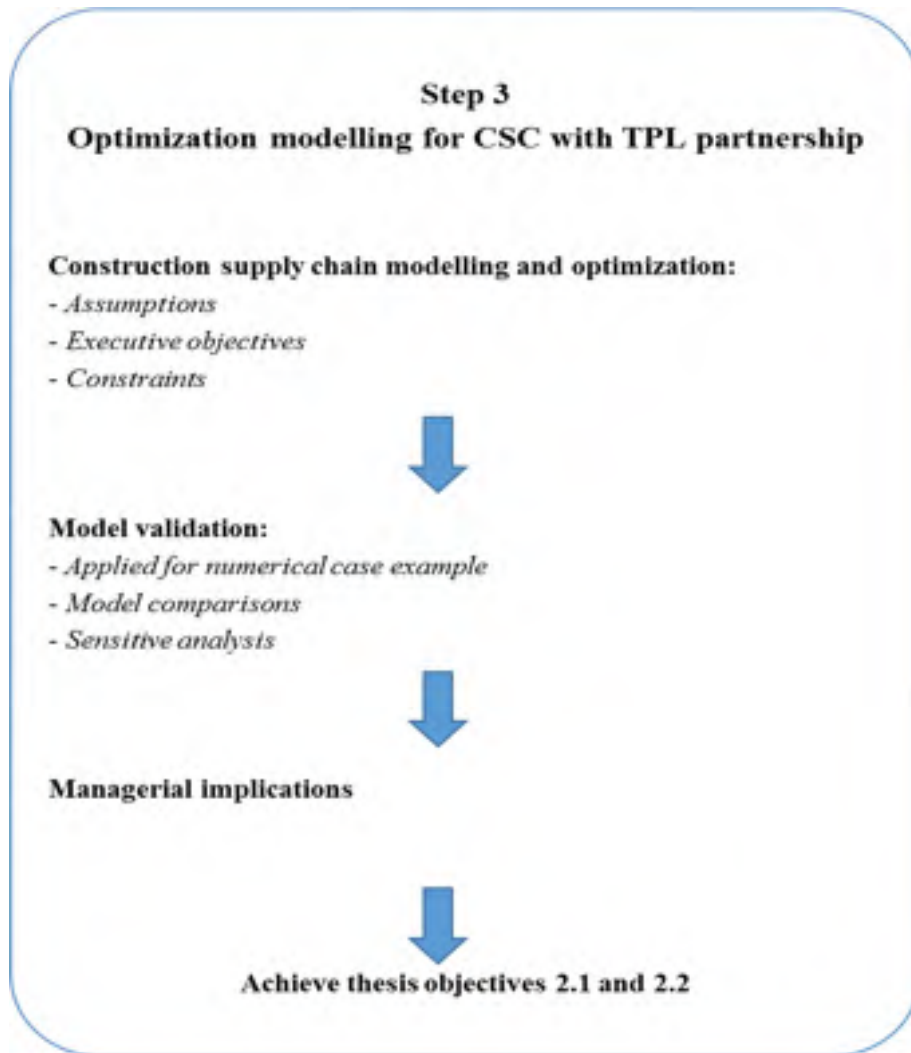 Step 3
Optimization modelling for CSC with TPL partnership
Construction supply chain modelling and optimization:
- Assumptions
- Executive objectives
- Constraints
Model validation:
- Applied for numerical case example
- Model comparisons
- Sensitive analysis
Managerial implications
Achieve thesis objectives 2.1 and 2.2